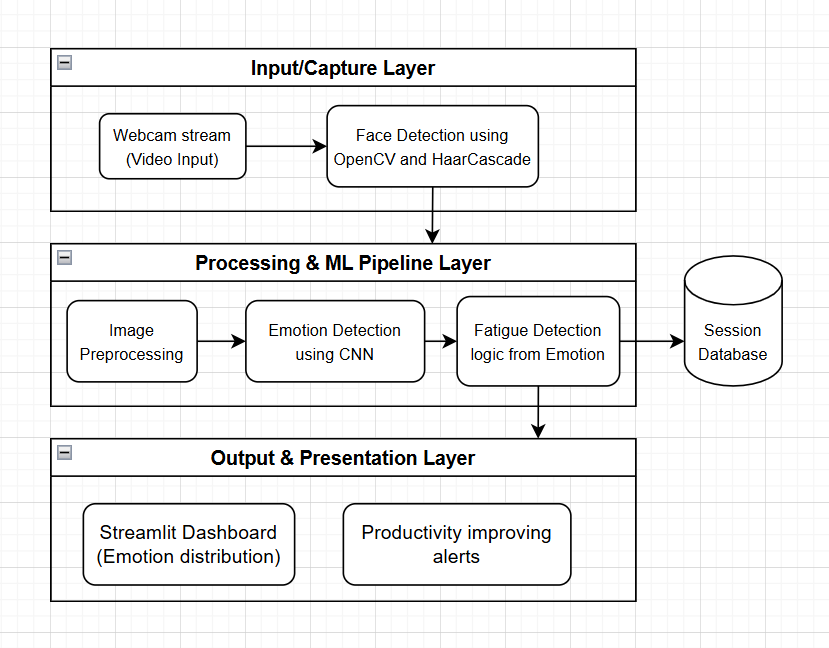 Input/Capture Layer
Webcam stream
(Video Input)
Face Detection using
OpenCV and HaarCascade
Processing & ML Pipeline Layer
Image
Preprocessing
Emotion Detection
using CNN
Fatigue Detection
logic from Emotion
Session
Database
Output & Presentation Layer
Streamlit Dashboard
(Emotion distribution)
Productivity improving
alerts